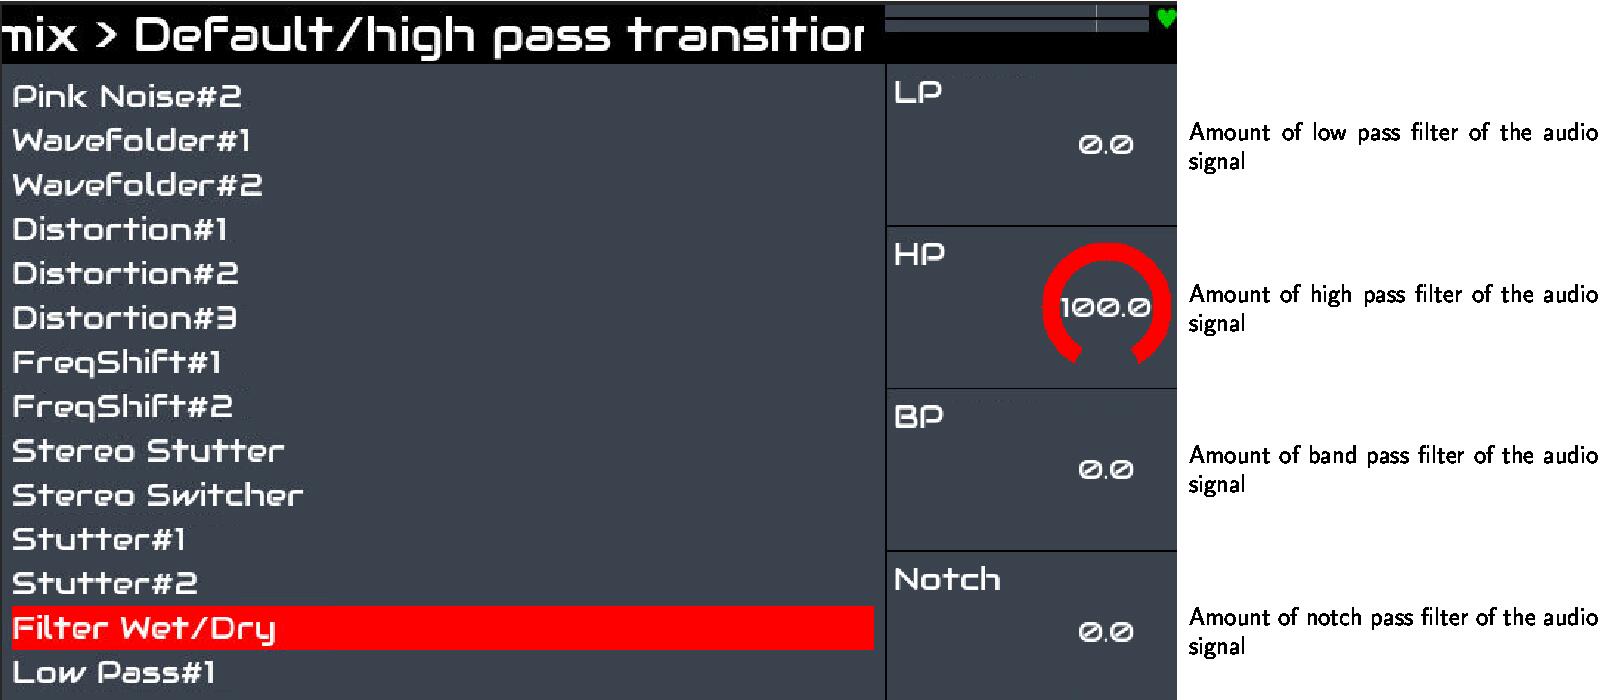 mix > Default/high pass transition
Pink Noise#2
Wavefolder#1
Wavefolder#2
Distortion#1
Distortion#2
Distortion#3
FreqShift#1
FreqShift#2
Stereo Stutter
Stereo Switcher
Stutter#1
Stutter#2
Filter Wet/Dry
Low Pass#1
LP
0.0
Amount of low pass filter of the audio
signal
HP
100.0
Amount of high pass filter of the audio
signal
BP
0.0
Amount of band pass filter of the audio
signal
Notch
0.0
Amount of notch pass filter of the audio
signal